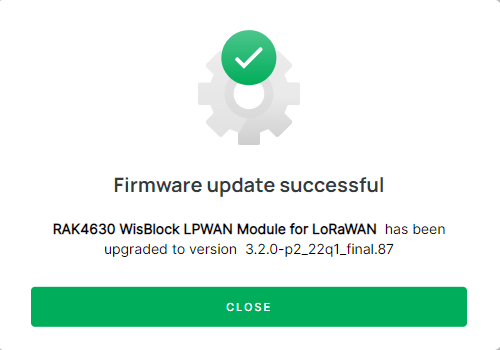 Firmware update successful
RAK4630 WisBlock LPWAN Module for LoRaWAN has been
upgraded to version 3.2.0-p2_22q1_final.87
CLOSE